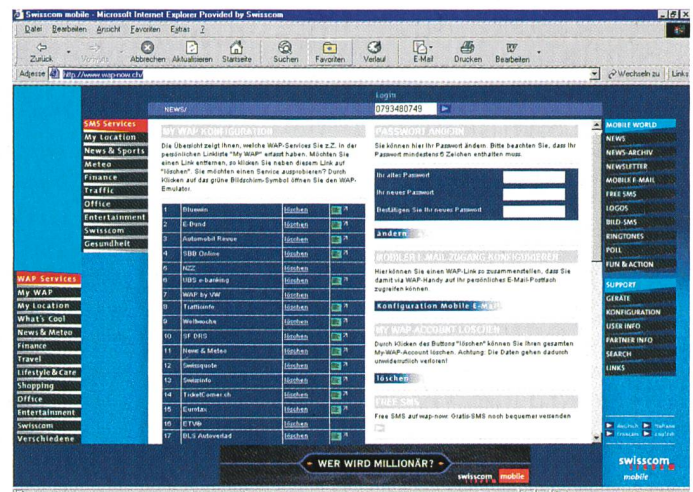 Swisscom mobile - Microsoft Internet Explorer Provided by Swisscom
Datei Bearbeiten Ansicht Favoriten Extras ?
Zurück Vorwärts Abbrechen Aktualisieren Startseite Suchen Favoriten Verlauf E-Mail Drucken Bearbeiten
Adresse http://www.wap-now.ch/ Wechseln zu Links
Login
0793480749
NEWS/
SMS Services
My Location
News & Sports
Meteo
Finance
Traffic
Office
Entertainment
Swisscom
Gesundheit
WAP Services
My WAP
My Location
What's Cool
News & Meteo
Finance
Travel
Lifestyle & Care
Shopping
Office
Entertainment
Swisscom
Verschiedene
MY WAP KONFIGURATION
Die Übersicht zeigt Ihnen, welche WAP-Services Sie z.Z. in der
persönlichen Linkliste "My WAP" erfasst haben. Möchten Sie
einen Link entfernen, so klicken Sie neben diesem Link auf
"löschen". Sie möchten einen Service ausprobieren? Durch
Klicken auf das grüne Bildschirm-Symbol öffnen Sie den WAP-
Emulator.
1 Bluewin löschen
2 E-Bund löschen
3 Automobil Revue löschen
4 SBB Online löschen
5 NZZ löschen
6 UBS e-banking löschen
7 WAP by VW löschen
8 Trafficinfo löschen
9 Weltwoche löschen
10 SF DRS löschen
11 News & Meteo löschen
12 Swissquote löschen
13 Swissinfo löschen
14 TicketCorner.ch löschen
15 Eurotax löschen
16 ETV@ löschen
17 BLS Autoverlad löschen
PASSWORT ÄNDERN
Sie können hier Ihr Passwort ändern. Bitte beachten Sie, dass Ihr
Passwort mindestens 6 Zeichen enthalten muss.
Ihr altes Passwort
Ihr neues Passwort
Bestätigen Sie Ihr neues Passwort
ändern
MOBILER E-MAIL-ZUGANG KONFIGURIEREN
Hier können Sie einen WAP-Link so zusammenstellen, dass Sie
damit via WAP-Handy auf Ihr persönliches E-Mail-Postfach
zugreifen können.
Konfiguration Mobile E-Mail
MY WAP ACCOUNT LÖSCHEN
Durch Klicken des Buttons "löschen" können Sie Ihren gesamten
My-WAP-Account löschen. Achtung: Die Daten gehen dadurch
unwiderruflich verloren!
löschen
FREE SMS
Free SMS auf wap-now: Gratis-SMS noch bequemer versenden
MOBILE WORLD
NEWS
NEWS-ARCHIV
NEWSLETTER
MOBILE E-MAIL
FREE SMS
LOGOS
BILD-SMS
RINGTONES
POLL
FUN & ACTION
SUPPORT
GERÄTE
KONFIGURATION
USER INFO
PARTNER INFO
SEARCH
LINKS
deutsch italiano
français english
WER WIRD MILLIONÄR?
swisscom mobile
swisscom
mobile